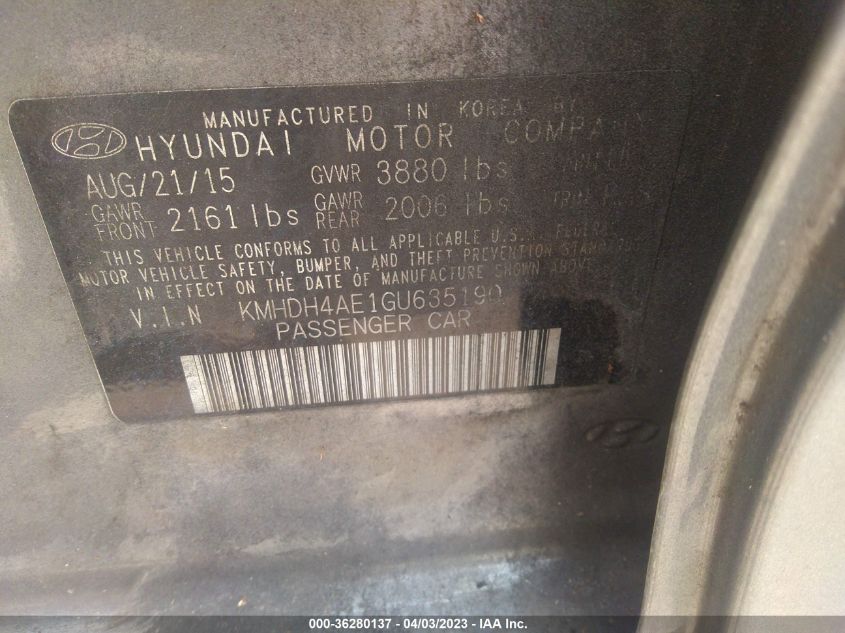 MANUFACTURED IN KOREA BY
HYUNDAI MOTOR COMPANY
AUG/21/15 GVWR 3880 lbs
GAWR FRONT 2161 lbs GAWR REAR 2006 lbs
THIS VEHICLE CONFORMS TO ALL APPLICABLE U.S. FEDERAL
MOTOR VEHICLE SAFETY, BUMPER, AND THEFT PREVENTION STANDARDS
IN EFFECT ON THE DATE OF MANUFACTURE SHOWN ABOVE
V.I.N KMHDH4AE1GU635190
PASSENGER CAR
000-36280137 - 04/03/2023 - IAA Inc.